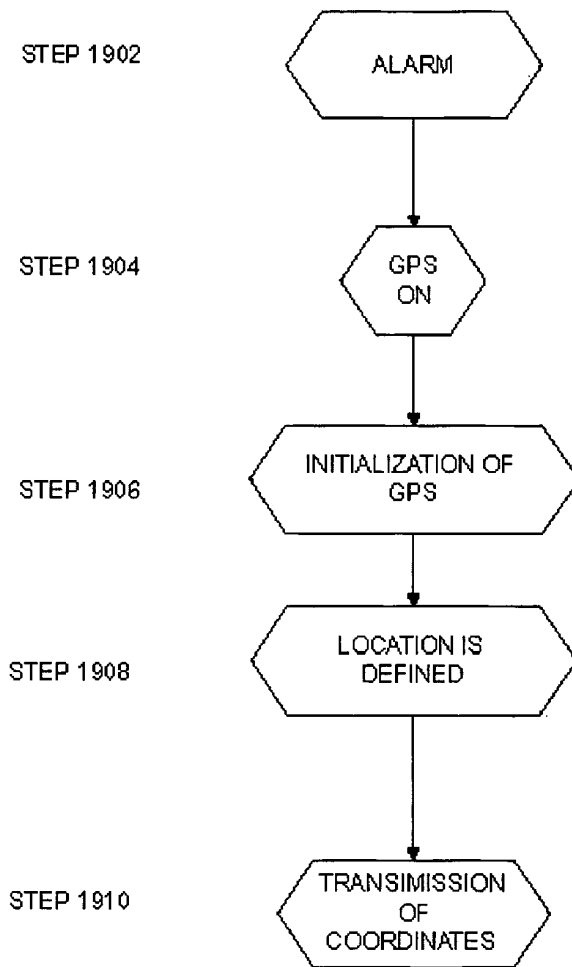 STEP 1902
ALARM
STEP 1904
GPS
ON
STEP 1906
INITIALIZATION OF
GPS
STEP 1908
LOCATION IS
DEFINED
STEP 1910
TRANSIMISSION
OF
COORDINATES